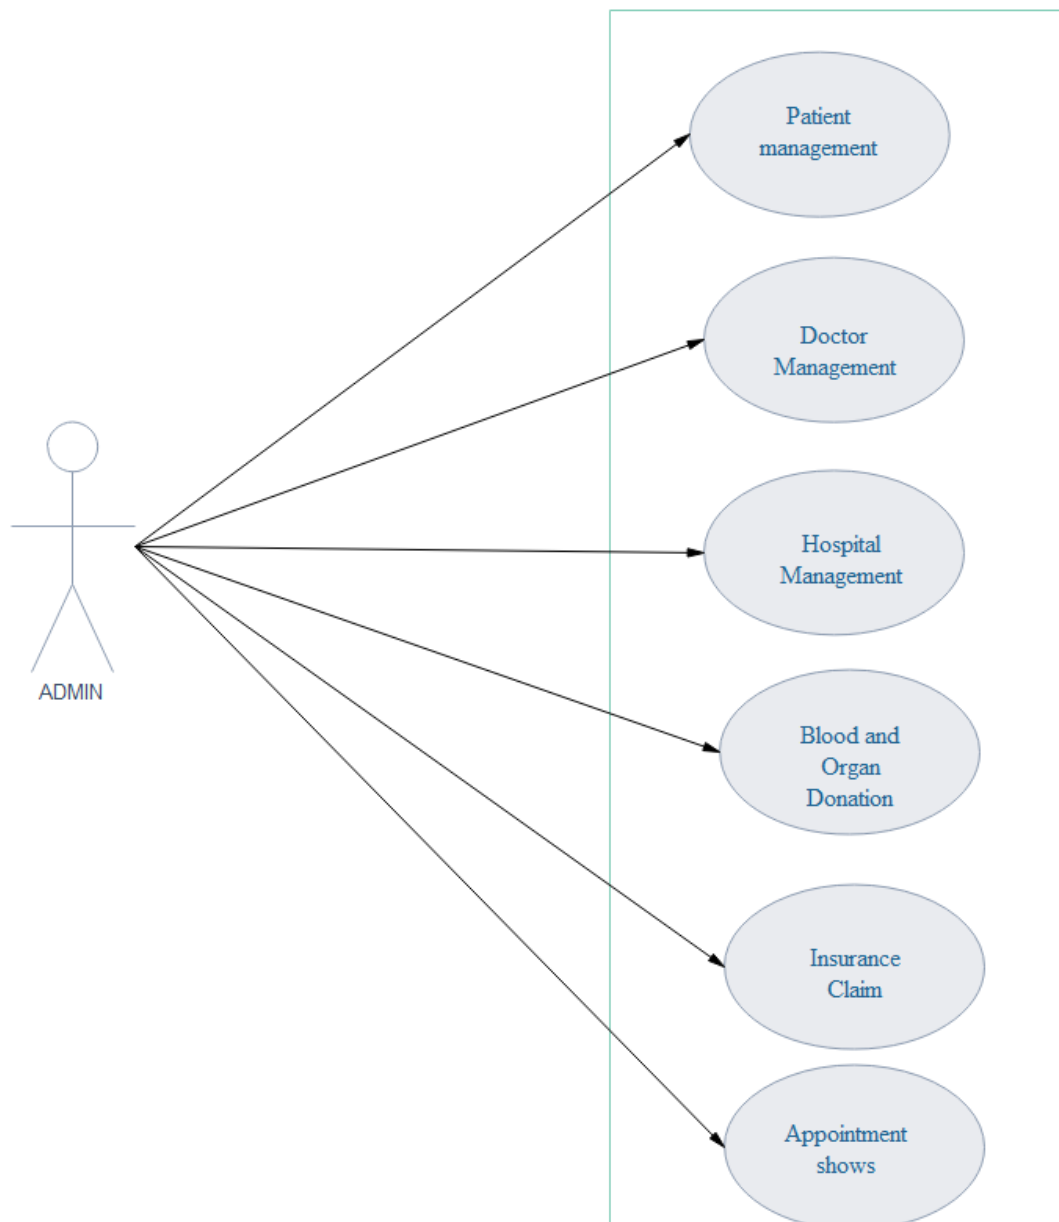 Patient
management
Doctor
Management
Hospital
Management
ADMIN
Blood and
Organ
Donation
Insurance
Claim
Appointment
shows